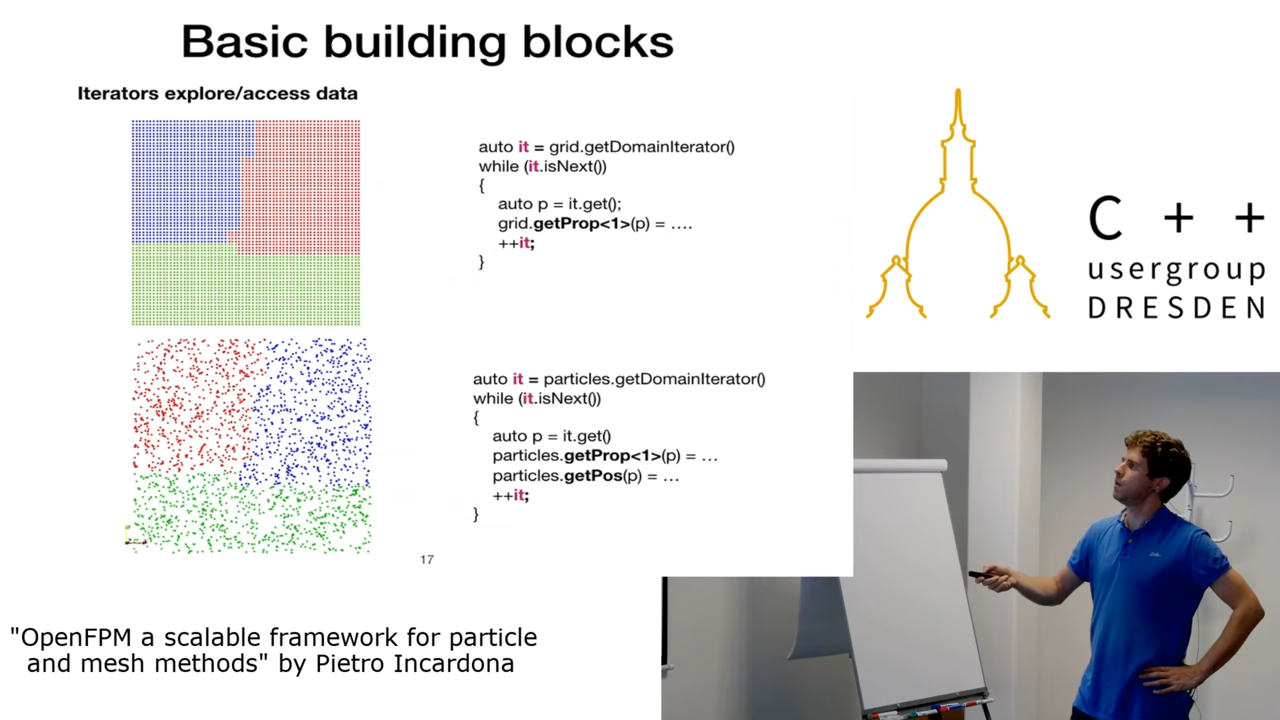 Basic building blocks
Iterators explore/access data
auto it = grid.getDomainIterator()
while (it.isNext())
{
auto p = it.get();
grid.getProp<1>(p) = ….
++it;
}
auto it = particles.getDomainIterator()
while (it.isNext())
{
auto p = it.get()
particles.getProp<1>(p) = …
particles.getPos(p) = …
++it;
}
17
C + +
usergroup
DRESDEN
"OpenFPM a scalable framework for particle
and mesh methods" by Pietro Incardona